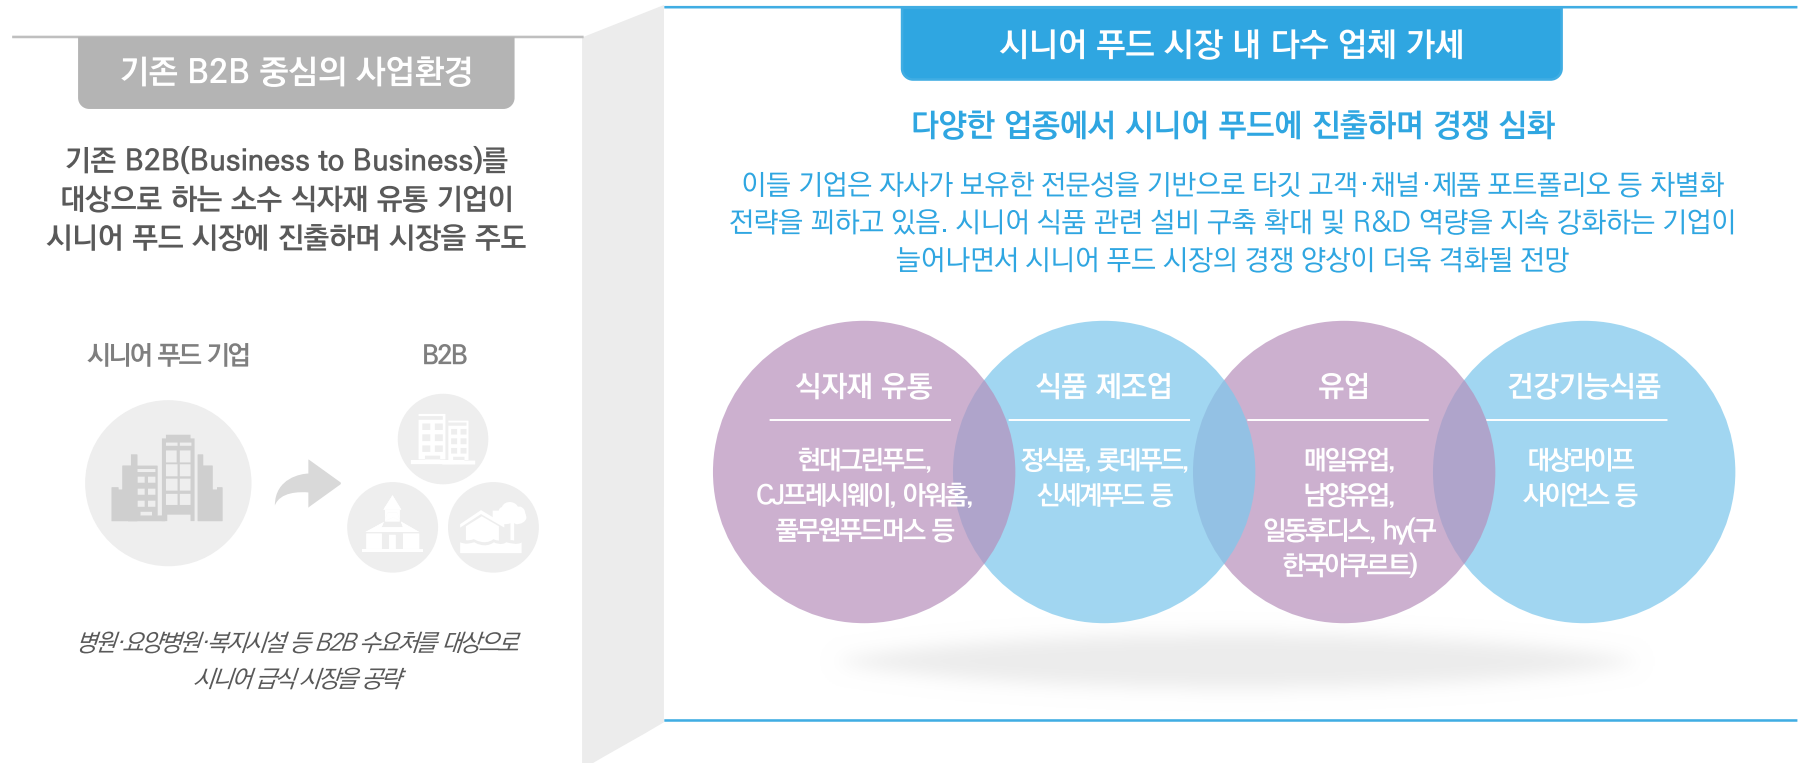 기존 B2B 중심의 사업환경
기존 B2B(Business to Business)를
대상으로 하는 소수 식자재 유통 기업이
시니어 푸드 시장에 진출하며 시장을 주도
시니어 푸드 기업
B2B
병원·요양병원·복지시설 등 B2B 수요처를 대상으로
시니어 급식 시장을 공략
시니어 푸드 시장 내 다수 업체 가세
다양한 업종에서 시니어 푸드에 진출하며 경쟁 심화
이들 기업은 자사가 보유한 전문성을 기반으로 타깃 고객·채널·제품 포트폴리오 등 차별화
전략을 꾀하고 있음. 시니어 식품 관련 설비 구축 확대 및 R&D 역량을 지속 강화하는 기업이
늘어나면서 시니어 푸드 시장의 경쟁 양상이 더욱 격화될 전망
식자재 유통
현대그린푸드,
CJ프레시웨이, 아워홈,
풀무원푸드머스 등
식품 제조업
정식품, 롯데푸드,
신세계푸드 등
유업
매일유업,
남양유업,
일동후디스, hy(구
한국야쿠르트)
건강기능식품
대상라이프
사이언스 등